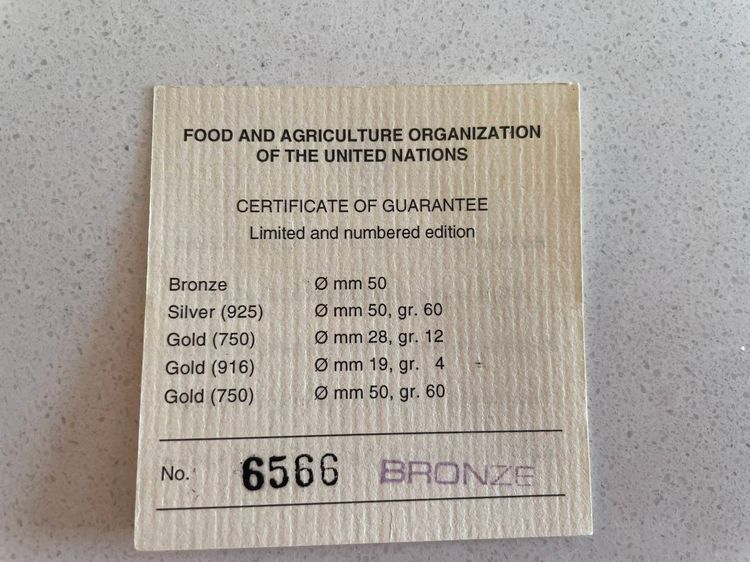 FOOD AND AGRICULTURE ORGANIZATION
OF THE UNITED NATIONS
CERTIFICATE OF GUARANTEE
Limited and numbered edition
Bronze Ø mm 50
Silver (925) Ø mm 50, gr. 60
Gold (750) Ø mm 28, gr. 12
Gold (916) Ø mm 19, gr. 4
Gold (750) Ø mm 50, gr. 60
No. 6566 BRONZE